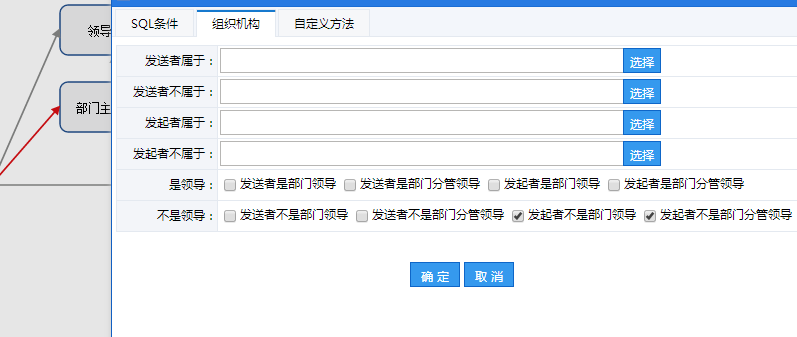 SQL条件 组织机构 自定义方法
领导
发送者属于： 选择
部门主
发送者不属于： 选择
发起者属于： 选择
发起者不属于： 选择
是领导： 发送者是部门领导 发送者是部门分管领导 发起者是部门领导 发起者是部门分管领导
不是领导： 发送者不是部门领导 发送者不是部门分管领导 发起者不是部门领导 发起者不是部门分管领导
确 定 取 消